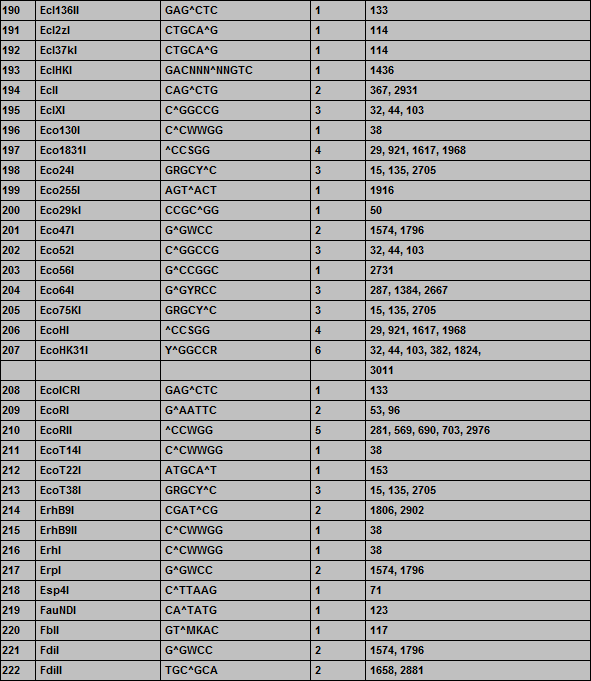 190 Ecl136II GAG^CTC 1 133
191 Ecl2zI CTGCA^G 1 114
192 Ecl37kI CTGCA^G 1 114
193 EclHKI GACNNN^NNGTC 1 1436
194 EclI CAG^CTG 2 367, 2931
195 EclXI C^GGCCG 3 32, 44, 103
196 Eco130I C^CWWGG 1 38
197 Eco1831I ^CCSGG 4 29, 921, 1617, 1968
198 Eco24I GRGCY^C 3 15, 135, 2705
199 Eco255I AGT^ACT 1 1916
200 Eco29kI CCGC^GG 1 50
201 Eco47I G^GWCC 2 1574, 1796
202 Eco52I C^GGCCG 3 32, 44, 103
203 Eco56I G^CCGGC 1 2731
204 Eco64I G^GYRCC 3 287, 1384, 2667
205 Eco75KI GRGCY^C 3 15, 135, 2705
206 EcoHI ^CCSGG 4 29, 921, 1617, 1968
207 EcoHK31I Y^GGCCR 6 32, 44, 103, 382, 1824,
3011
208 EcoICRI GAG^CTC 1 133
209 EcoRI G^AATTC 2 53, 96
210 EcoRII ^CCWGG 5 281, 569, 690, 703, 2976
211 EcoT14I C^CWWGG 1 38
212 EcoT22I ATGCA^T 1 153
213 EcoT38I GRGCY^C 3 15, 135, 2705
214 ErhB9I CGAT^CG 2 1806, 2902
215 ErhB9II C^CWWGG 1 38
216 ErhI C^CWWGG 1 38
217 ErpI G^GWCC 2 1574, 1796
218 Esp4I C^TTAAG 1 71
219 FauNDI CA^TATG 1 123
220 FblI GT^MKAC 1 117
221 FdiI G^GWCC 2 1574, 1796
222 FdiII TGC^GCA 2 1658, 2881